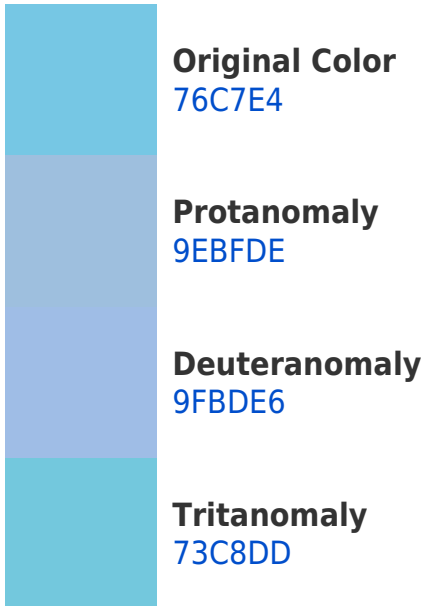 Original Color
76C7E4
Protanomaly
9EBFDE
Deuteranomaly
9FBDE6
Tritanomaly
73C8DD